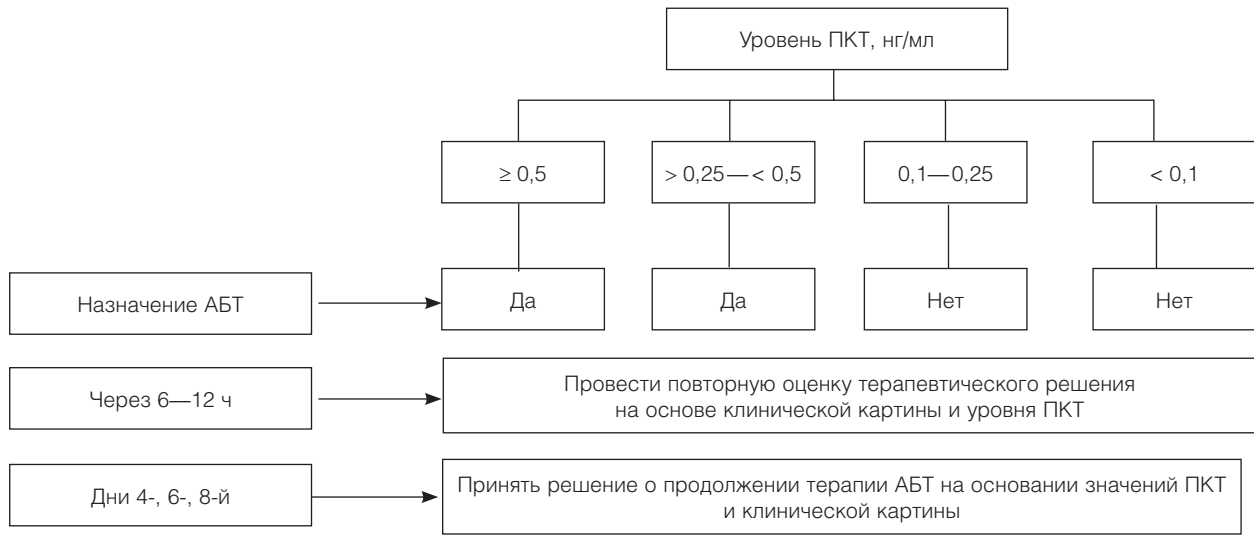 Уровень ПКТ, нг/мл
≥ 0,5
> 0,25—< 0,5
0,1—0,25
< 0,1
Назначение АБТ
Да
Да
Нет
Нет
Через 6—12 ч
Провести повторную оценку терапевтического решения
на основе клинической картины и уровня ПКТ
Дни 4-, 6-, 8-й
Принять решение о продолжении терапии АБТ на основании значений ПКТ
и клинической картины